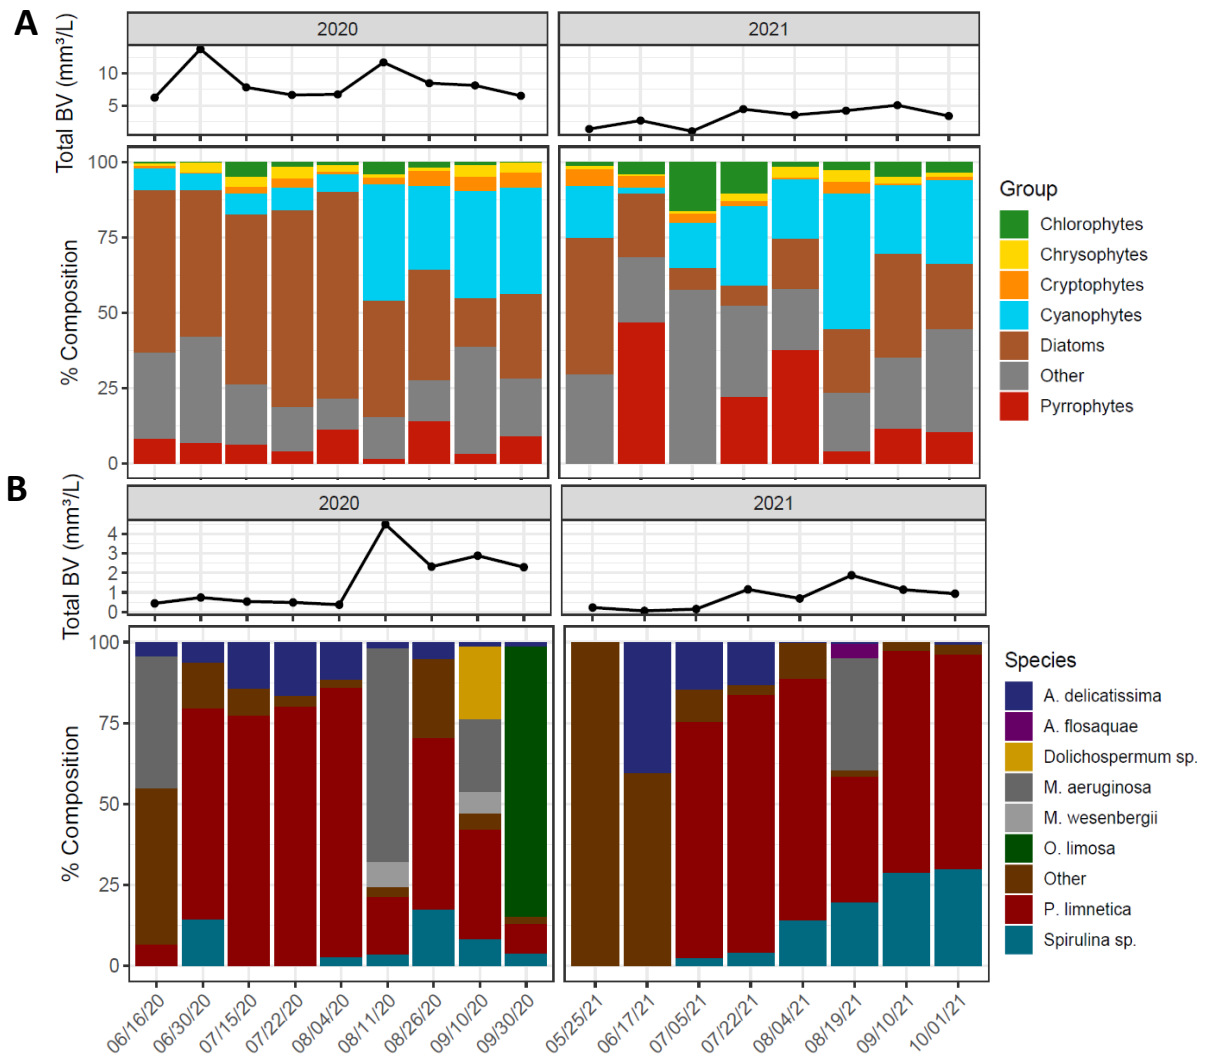 A
2020
2021
Total BV (mm³/L)
10
5
% Composition
100
75
50
25
0
Group
Chlorophytes
Chrysophytes
Cryptophytes
Cyanophytes
Diatoms
Other
Pyrrophytes
B
2020
2021
Total BV (mm³/L)
4
3
2
1
0
% Composition
100
75
50
25
0
Species
A. delicatissima
A. flosaquae
Dolichospermum sp.
M. aeruginosa
M. wesenbergii
O. limosa
Other
P. limnetica
Spirulina sp.
06/16/20
06/30/20
07/15/20
07/22/20
08/04/20
08/11/20
08/26/20
09/10/20
09/30/20
05/25/21
06/17/21
07/05/21
07/22/21
08/04/21
08/19/21
09/10/21
10/01/21